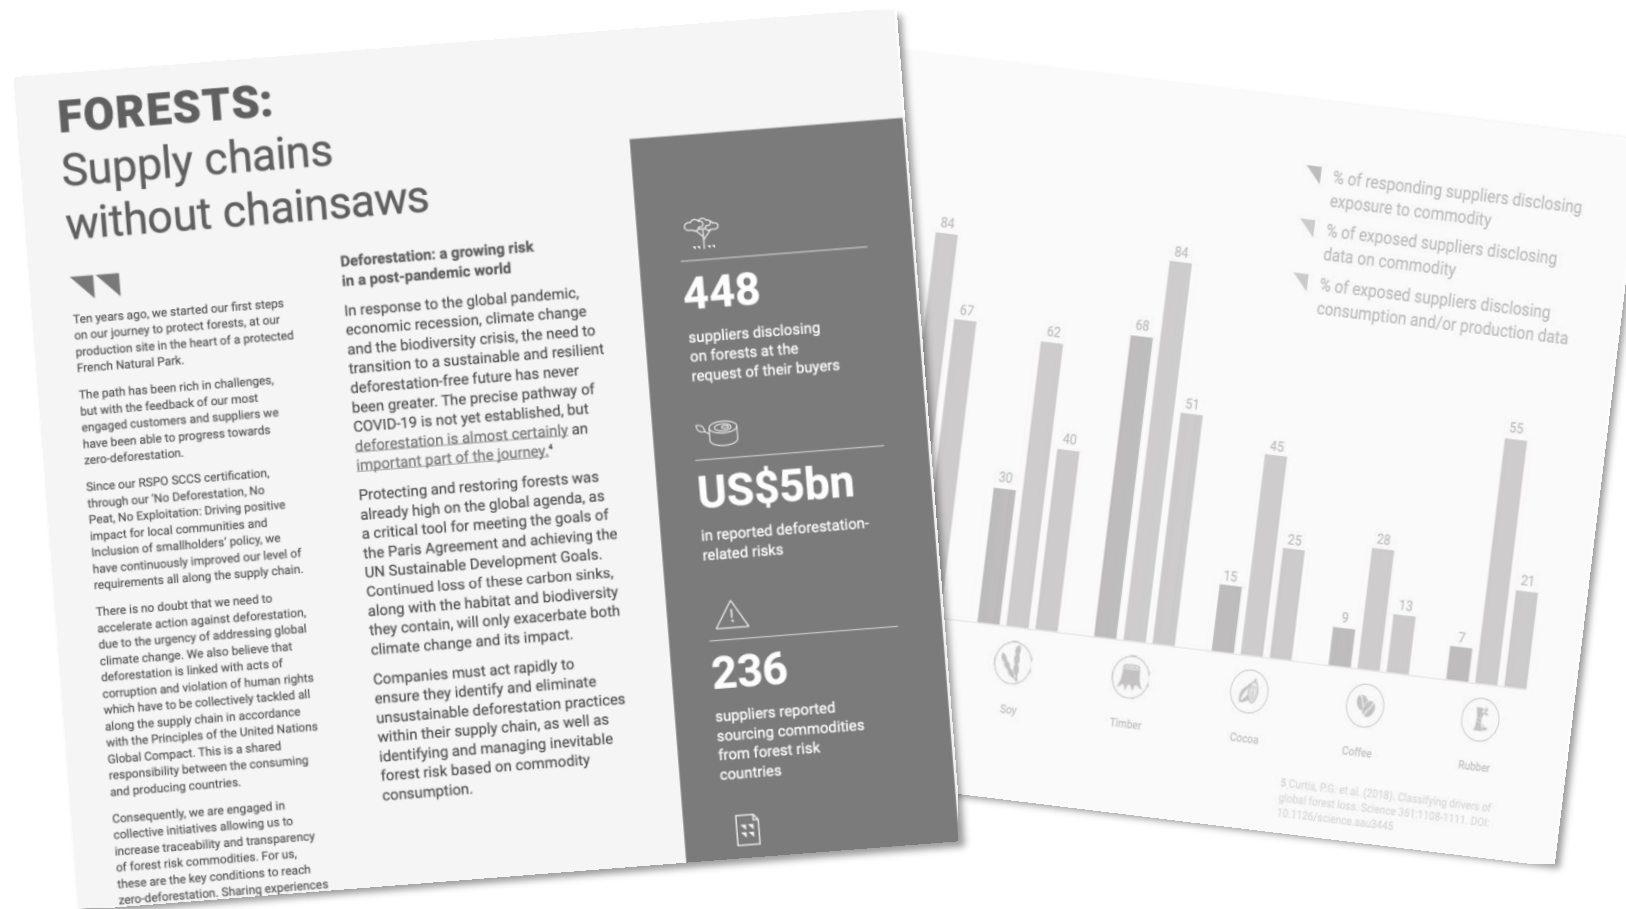 FORESTS:
Supply chains
without chainsaws
Ten years ago, we started our first steps
on our journey to protect forests, at our
production site in the heart of a protected
French Natural Park.
The path has been rich in challenges,
but with the feedback of our most
engaged customers and suppliers we
have been able to progress towards
zero-deforestation.
Since our RSPO SCCS certification,
through our 'No Deforestation, No
Peat, No Exploitation: Driving positive
impact for local communities and
Inclusion of smallholders' policy, we
have continuously improved our level of
requirements all along the supply chain.
There is no doubt that we need to
accelerate action against deforestation,
due to the urgency of addressing global
climate change. We also believe that
deforestation is linked with acts of
corruption and violation of human rights
which have to be collectively tackled all
along the supply chain in accordance
with the Principles of the United Nations
Global Compact. This is a shared
responsibility between the consuming
and producing countries.
Consequently, we are engaged in
collective initiatives allowing us to
increase traceability and transparency
of forest risk commodities. For us,
these are the key conditions to reach
zero-deforestation. Sharing experiences
Deforestation: a growing risk
in a post-pandemic world
In response to the global pandemic,
economic recession, climate change
and the biodiversity crisis, the need to
transition to a sustainable and resilient
deforestation-free future has never
been greater. The precise pathway of
COVID-19 is not yet established, but
deforestation is almost certainly an
important part of the journey.⁴
Protecting and restoring forests was
already high on the global agenda, as
a critical tool for meeting the goals of
the Paris Agreement and achieving the
UN Sustainable Development Goals.
Continued loss of these carbon sinks,
along with the habitat and biodiversity
they contain, will only exacerbate both
climate change and its impact.
Companies must act rapidly to
ensure they identify and eliminate
unsustainable deforestation practices
within their supply chain, as well as
identifying and managing inevitable
forest risk based on commodity
consumption.
448
suppliers disclosing
on forests at the
request of their buyers
US$5bn
in reported deforestation-
related risks
236
suppliers reported
sourcing commodities
from forest risk
countries
% of responding suppliers disclosing
exposure to commodity
% of exposed suppliers disclosing
data on commodity
% of exposed suppliers disclosing
consumption and/or production data
84
67
30
62
40
68
84
51
15
45
25
9
28
13
7
55
21
Soy
Timber
Cocoa
Coffee
Rubber
5 Curtis, P.G. et al. (2018). Classifying drivers of
global forest loss. Science 361:1108-1111. DOI:
10.1126/science.aau3445